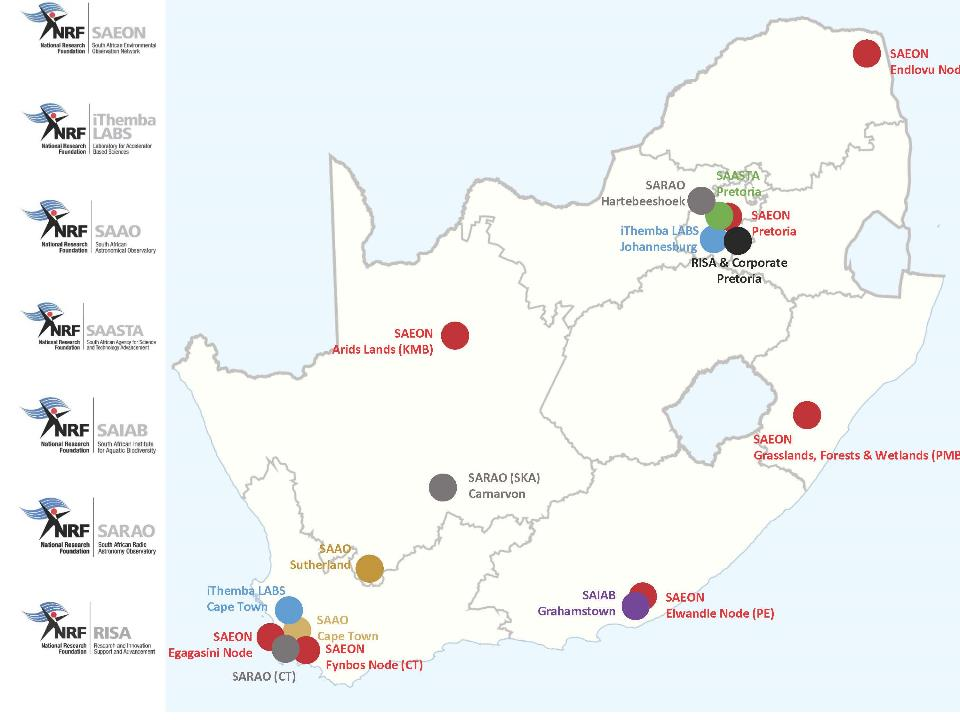 NRF SAEON
National Research Foundation
South African Environmental Observation Network
NRF iThemba LABS
National Research Foundation
Laboratory for Accelerator Based Sciences
NRF SAAO
National Research Foundation
South African Astronomical Observatory
NRF SAASTA
National Research Foundation
South African Agency for Science and Technology Advancement
NRF SAIAB
National Research Foundation
South African Institute for Aquatic Biodiversity
NRF SARAO
National Research Foundation
South African Radio Astronomy Observatory
NRF RISA
National Research Foundation
Research and Innovation Support and Advancement
SAEON
Endlovu Nod
SAASTA
Pretoria
SARAO
Hartebeeshoek
SAEON
Pretoria
iThemba LABS
Johannesburg
RISA & Corporate
Pretoria
SAEON
Arids Lands (KMB)
SAEON
Grasslands, Forests & Wetlands (PMB
SARAO (SKA)
Carnarvon
SAAO
Sutherland
iThemba LABS
Cape Town
SAIAB
Grahamstown
SAEON
Elwandle Node (PE)
SAAO
Cape Town
SAEON
Egagasini Node
SAEON
Fynbos Node (CT)
SARAO (CT)